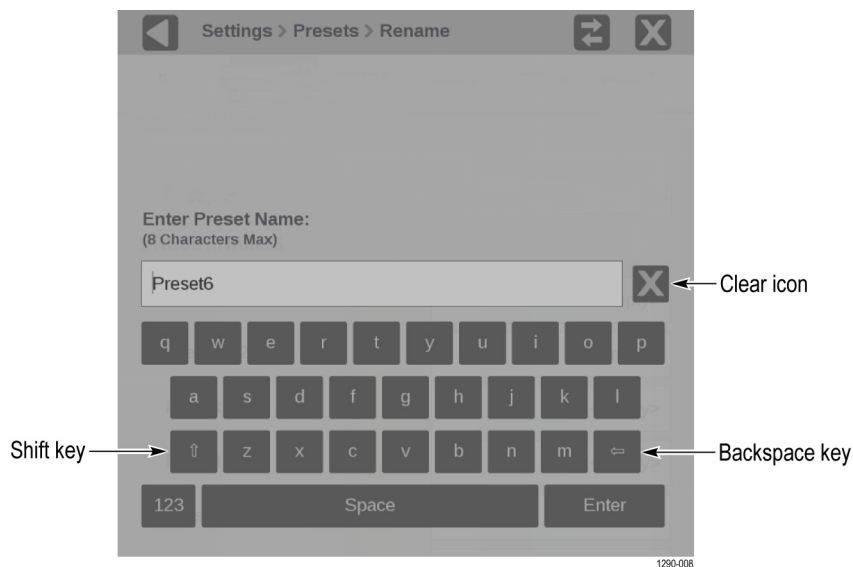 Settings > Presets > Rename
X
Enter Preset Name:
(8 Characters Max)
Preset6
X
Clear icon
q w e r t y u i o p
a s d f g h j k l
Shift key
⇧ z x c v b n m ⇦
Backspace key
123 Space Enter
1290-008